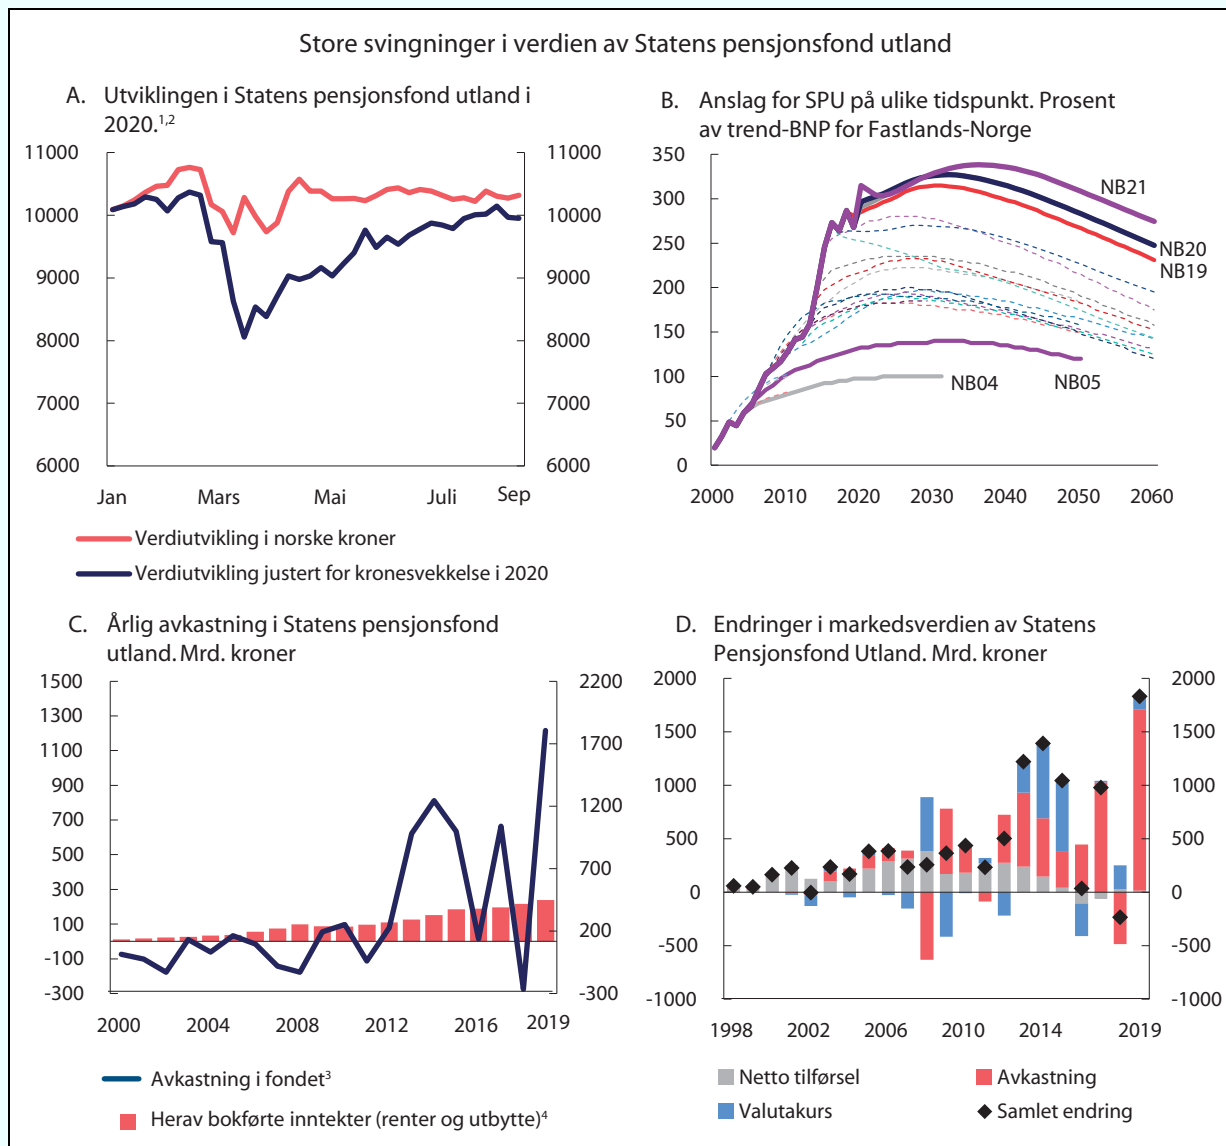 Store svingninger i verdien av Statens pensjonsfond utland
A. Utviklingen i Statens pensjonsfond utland i
2020.¹,²
11000 11000
10000 10000
9000 9000
8000 8000
7000 7000
6000 6000
Jan Mars Mai Juli Sep
Verdiutvikling i norske kroner
Verdiutvikling justert for kronesvekkelse i 2020
B. Anslag for SPU på ulike tidspunkt. Prosent
av trend-BNP for Fastlands-Norge
350
300
250
200
150
100
50
0
NB21
NB20
NB19
NB04 NB05
2000 2010 2020 2030 2040 2050 2060
C. Årlig avkastning i Statens pensjonsfond
utland. Mrd. kroner
1500 2200
1300
1100 1700
900
700 1200
500
300 700
100 200
-100
-300 -300
2000 2004 2008 2012 2016 2019
Avkastning i fondet³
Herav bokførte inntekter (renter og utbytte)⁴
D. Endringer i markedsverdien av Statens
Pensjonsfond Utland. Mrd. kroner
2000 2000
1500 1500
1000 1000
500 500
0 0
-500 -500
-1000 -1000
1998 2002 2006 2010 2014 2019
Netto tilførsel Avkastning
Valutakurs Samlet endring